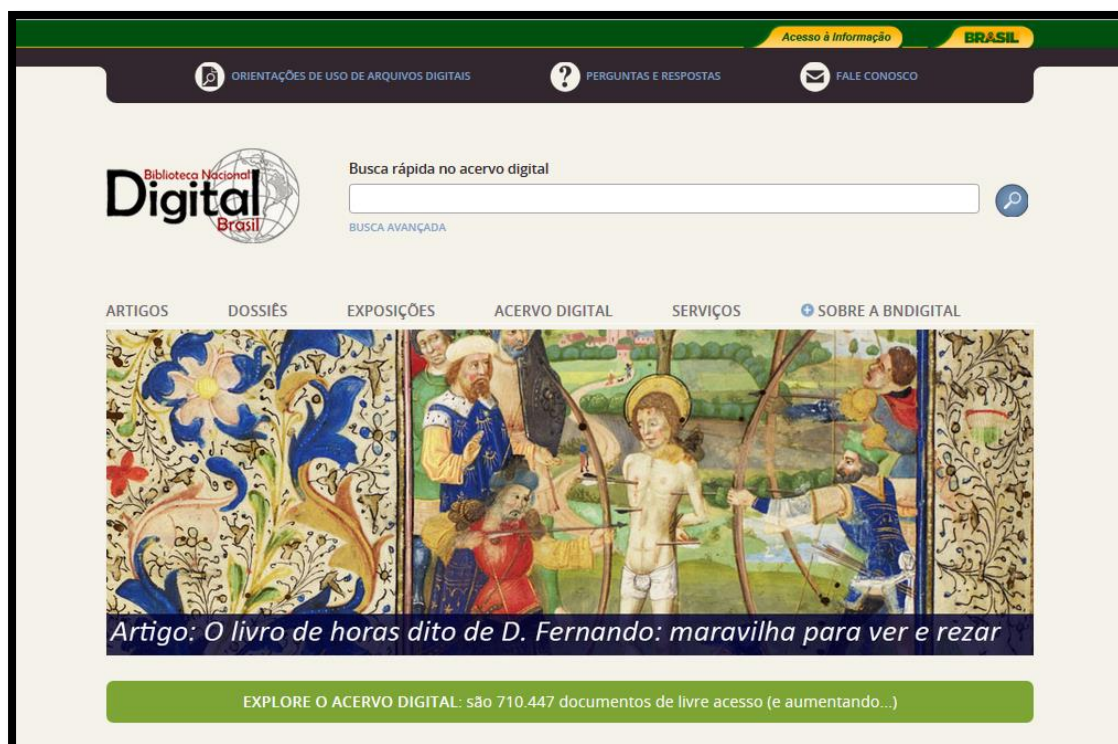 Acesso à Informação BRASIL
ORIENTAÇÕES DE USO DE ARQUIVOS DIGITAIS PERGUNTAS E RESPOSTAS FALE CONOSCO
Biblioteca Nacional
Digital
Brasil
Busca rápida no acervo digital
BUSCA AVANÇADA
ARTIGOS DOSSIÊS EXPOSIÇÕES ACERVO DIGITAL SERVIÇOS SOBRE A BNDIGITAL
Artigo: O livro de horas dito de D. Fernando: maravilha para ver e rezar
EXPLORE O ACERVO DIGITAL: são 710.447 documentos de livre acesso (e aumentando...)